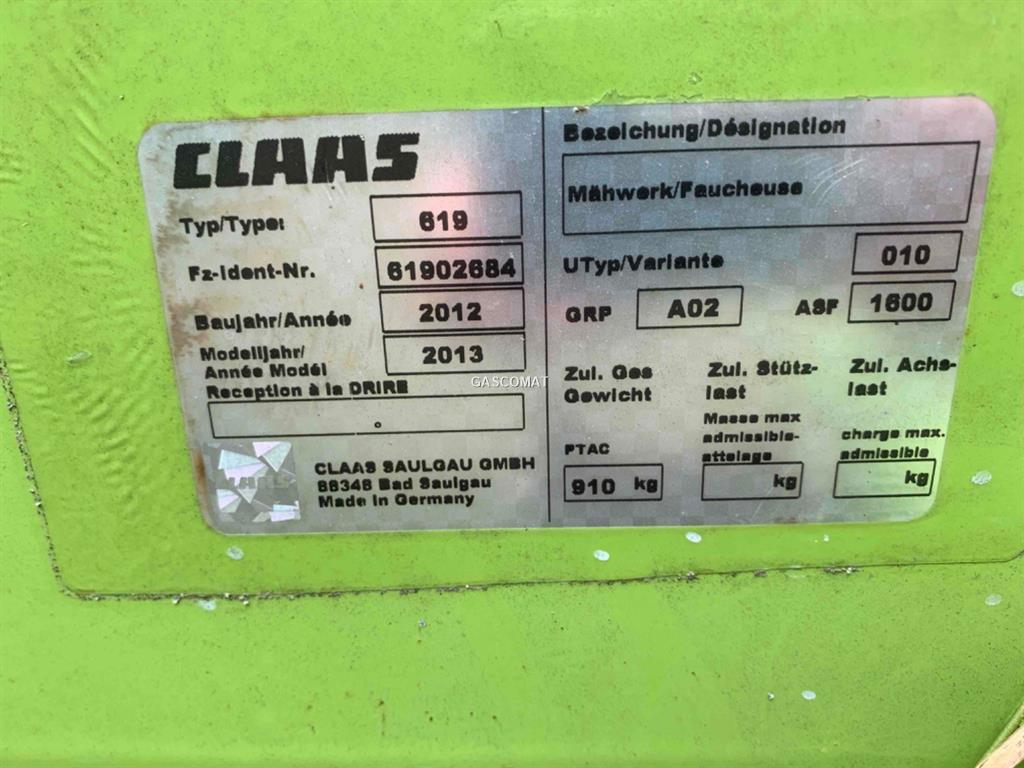 CLAAS
Typ/Type: 619
Fz-Ident-Nr. 61902684
Baujahr/Année 2012
Modelljahr/
Année Modél 2013
Reception à la DRIRE
CLAAS SAULGAU GMBH
88348 Bad Saulgau
Made in Germany
Bezeichung/Désignation
Mähwerk/Faucheuse
UTyp/Variante 010
GRP A02 ASF 1600
Zul. Ges
Gewicht
PTAC
910 kg
Zul. Stütz-
last
Masse max
admissible-
attelage
kg
Zul. Achs-
last
charge max.
admissible
kg
CLAAS
GASCOMAT